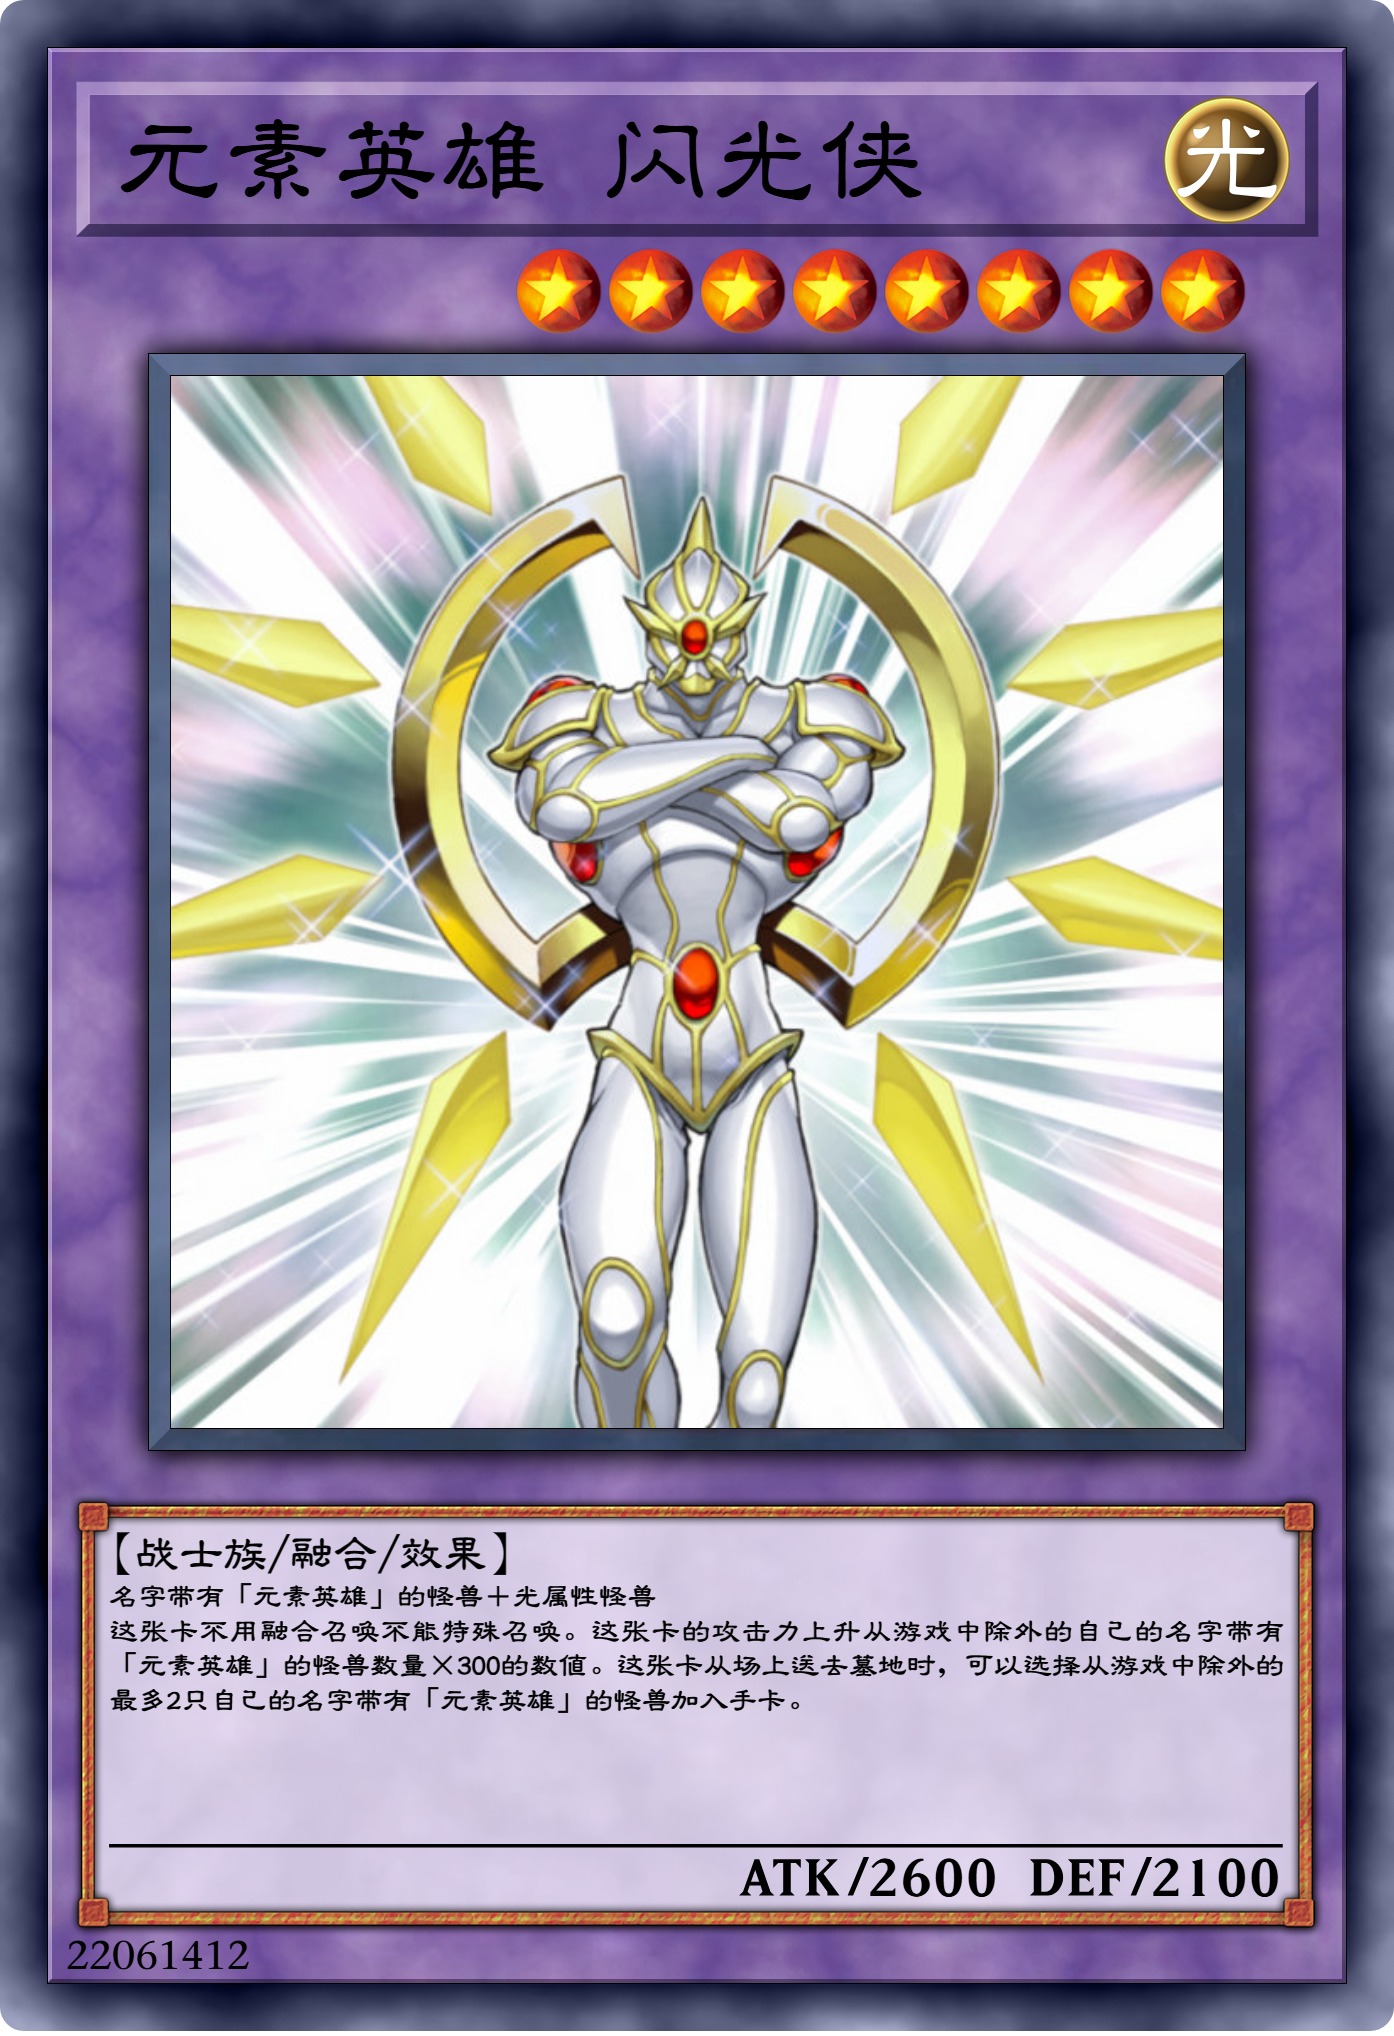 元素英雄 闪光侠
光
【战士族/融合/效果】
名字带有「元素英雄」的怪兽＋光属性怪兽
这张卡不用融合召唤不能特殊召唤。这张卡的攻击力上升从游戏中除外的自己的名字带有
「元素英雄」的怪兽数量×300的数值。这张卡从场上送去墓地时，可以选择从游戏中除外的
最多2只自己的名字带有「元素英雄」的怪兽加入手卡。
ATK/2600 DEF/2100
22061412